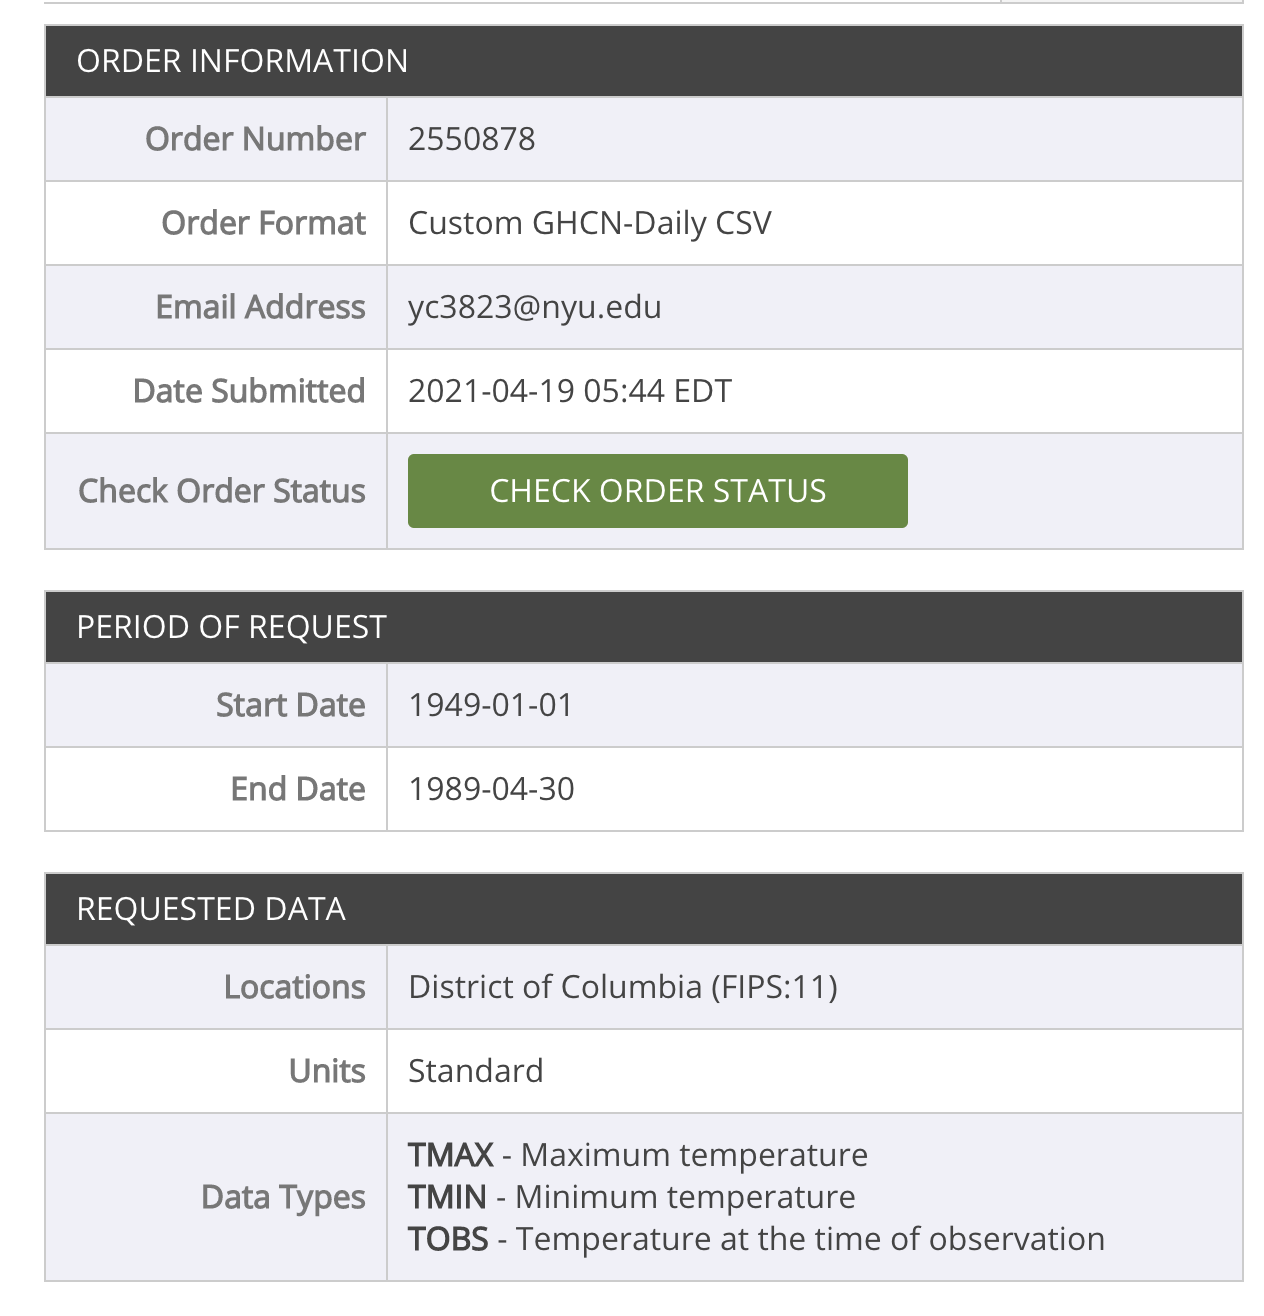 ORDER INFORMATION
Order Number 2550878
Order Format Custom GHCN-Daily CSV
Email Address yc3823@nyu.edu
Date Submitted 2021-04-19 05:44 EDT
Check Order Status CHECK ORDER STATUS
PERIOD OF REQUEST
Start Date 1949-01-01
End Date 1989-04-30
REQUESTED DATA
Locations District of Columbia (FIPS:11)
Units Standard
Data Types
TMAX - Maximum temperature
TMIN - Minimum temperature
TOBS - Temperature at the time of observation